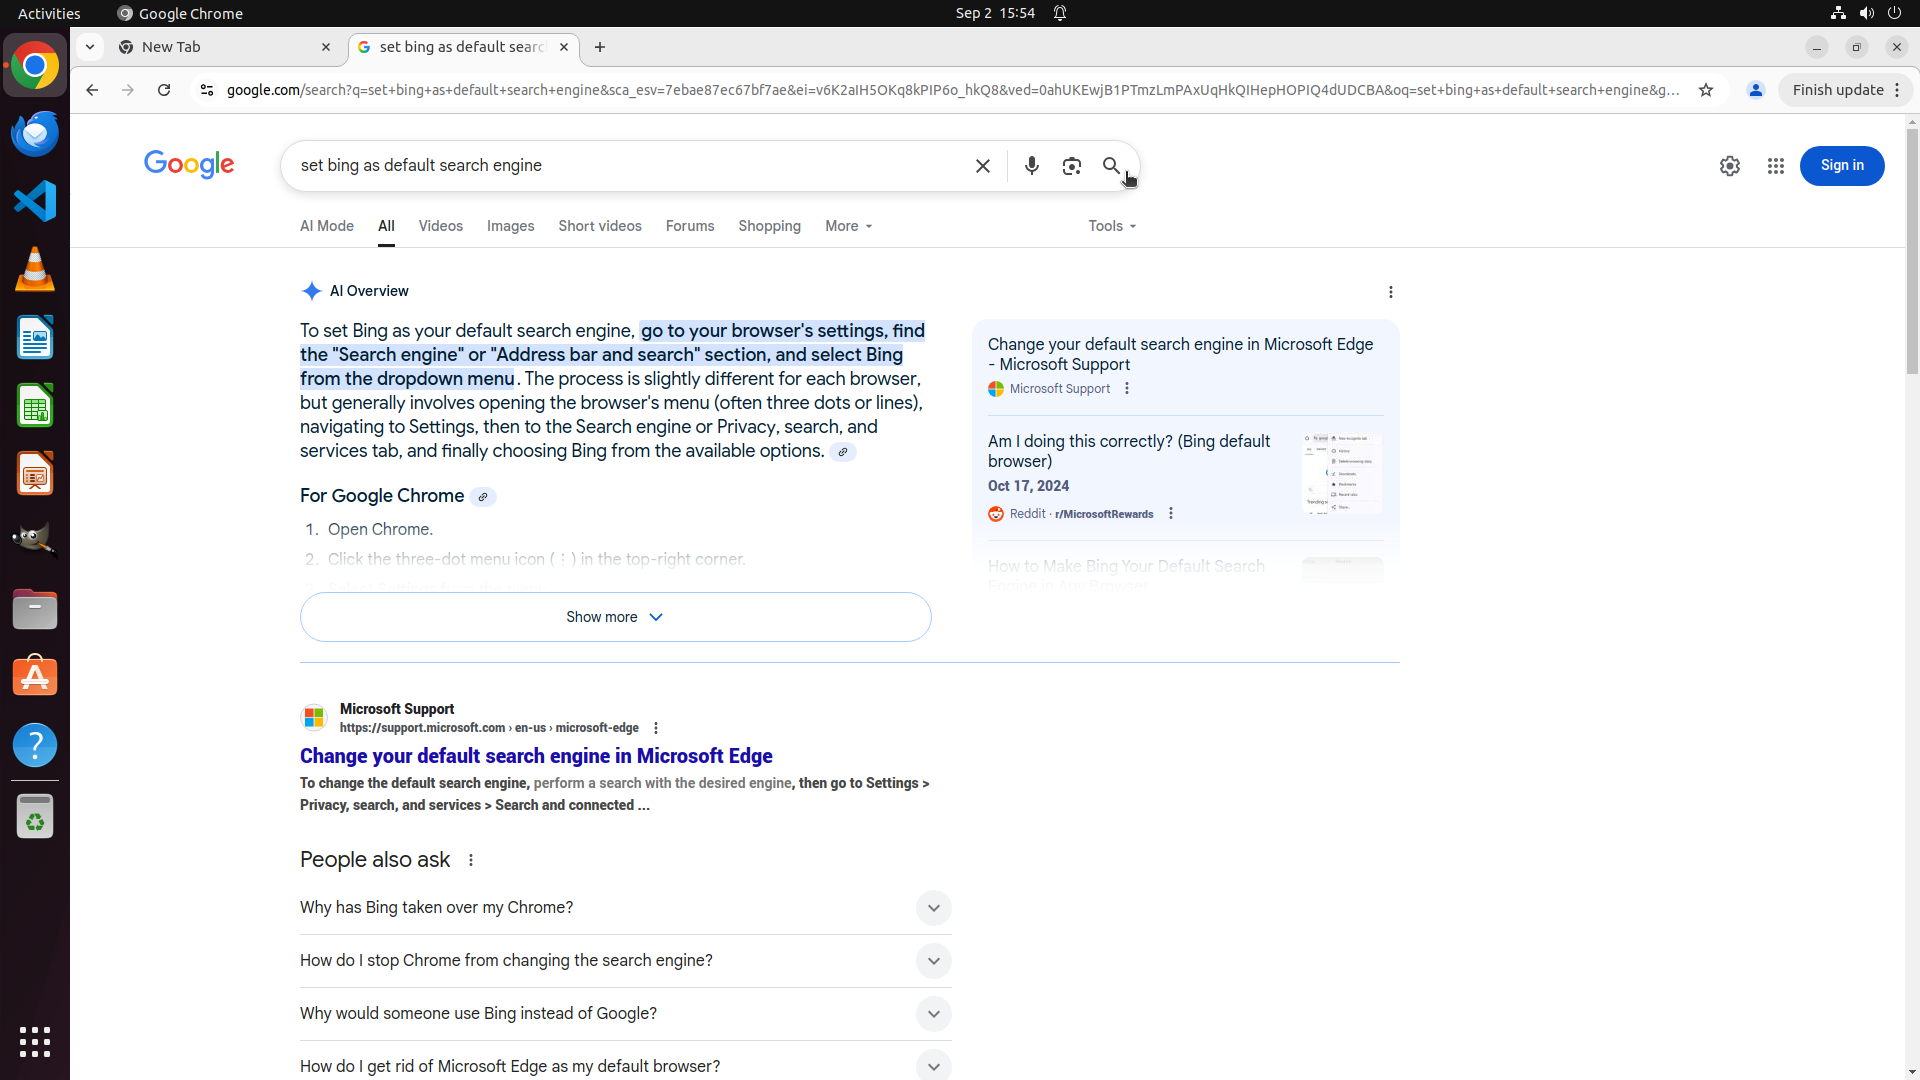 Activities
Google Chrome
Sep 2 15:54
New Tab
set bing as default searc
google.com/search?q=set+bing+as+default+search+engine&sca_esv=7ebae87ec67bf7ae&ei=v6K2aIH5OKq8kPIP6o_hkQ8&ved=0ahUKEwjB1PTmzLmPAxUqHkQIHepHOPIQ4dUDCBA&oq=set+bing+as+default+search+engine&g...
Finish update
Google
set bing as default search engine
Sign in
AI Mode
All
Videos
Images
Short videos
Forums
Shopping
More
Tools
AI Overview
To set Bing as your default search engine, go to your browser's settings, find
the "Search engine" or "Address bar and search" section, and select Bing
from the dropdown menu. The process is slightly different for each browser,
but generally involves opening the browser's menu (often three dots or lines),
navigating to Settings, then to the Search engine or Privacy, search, and
services tab, and finally choosing Bing from the available options.
For Google Chrome
1. Open Chrome.
2. Click the three-dot menu icon (⋮) in the top-right corner.
Change your default search engine in Microsoft Edge
- Microsoft Support
Microsoft Support
Am I doing this correctly? (Bing default
browser)
Oct 17, 2024
Reddit · r/MicrosoftRewards
How to Make Bing Your Default Search
Engine in Any Browser
Show more
Microsoft Support
https://support.microsoft.com › en-us › microsoft-edge
Change your default search engine in Microsoft Edge
To change the default search engine, perform a search with the desired engine, then go to Settings >
Privacy, search, and services > Search and connected ...
People also ask
Why has Bing taken over my Chrome?
How do I stop Chrome from changing the search engine?
Why would someone use Bing instead of Google?
How do I get rid of Microsoft Edge as my default browser?